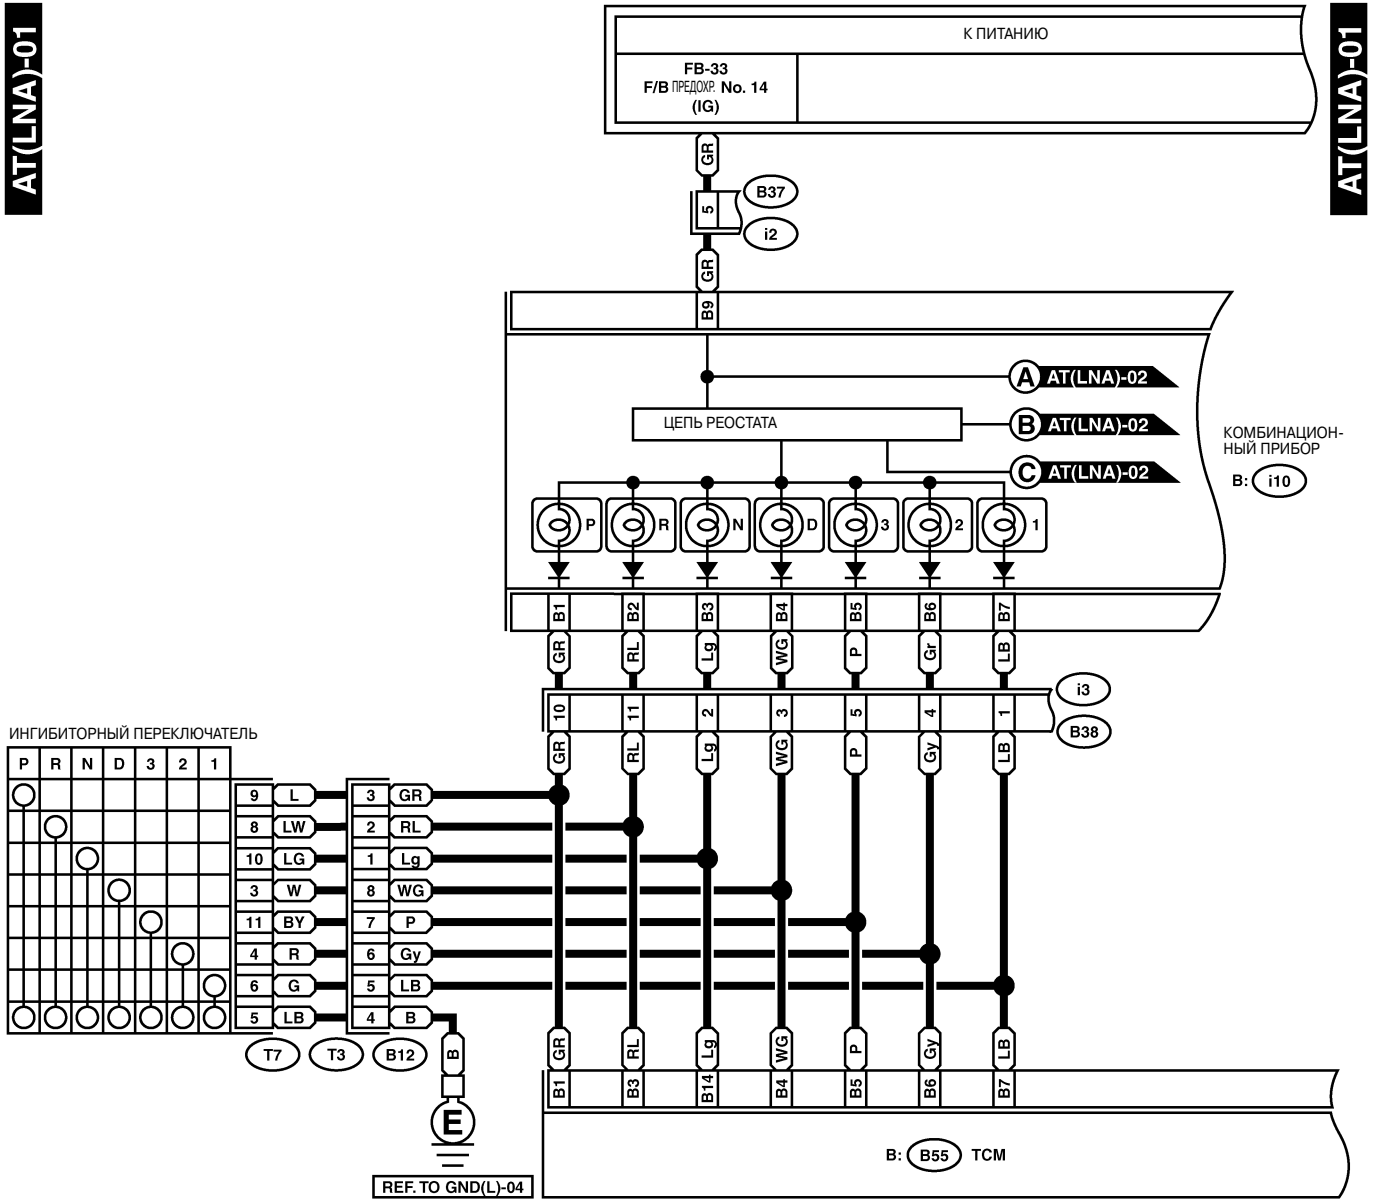 AT(LNA)-01
AT(LNA)-01
К ПИТАНИЮ
FB-33
F/B ПРЕДОХР. No. 14
(IG)
GR
5
B37
i2
GR
B9
A AT(LNA)-02
ЦЕПЬ РЕОСТАТА
B AT(LNA)-02
C AT(LNA)-02
КОМБИНАЦИОН-
НЫЙ ПРИБОР
B: i10
P R N D 3 2 1
B1 B2 B3 B4 B5 B6 B7
GR RL Lg WG P Gr LB
i3
10 11 2 3 5 4 1
B38
GR RL Lg WG P Gy LB
ИНГИБИТОРНЫЙ ПЕРЕКЛЮЧАТЕЛЬ
P R N D 3 2 1
9 L 3 GR
8 LW 2 RL
10 LG 1 Lg
3 W 8 WG
11 BY 7 P
4 R 6 Gy
6 G 5 LB
5 LB 4 B
T7 T3 B12
B
E
REF. TO GND(L)-04
GR RL Lg WG P Gy LB
B1 B3 B14 B4 B5 B6 B7
B: B55 TCM